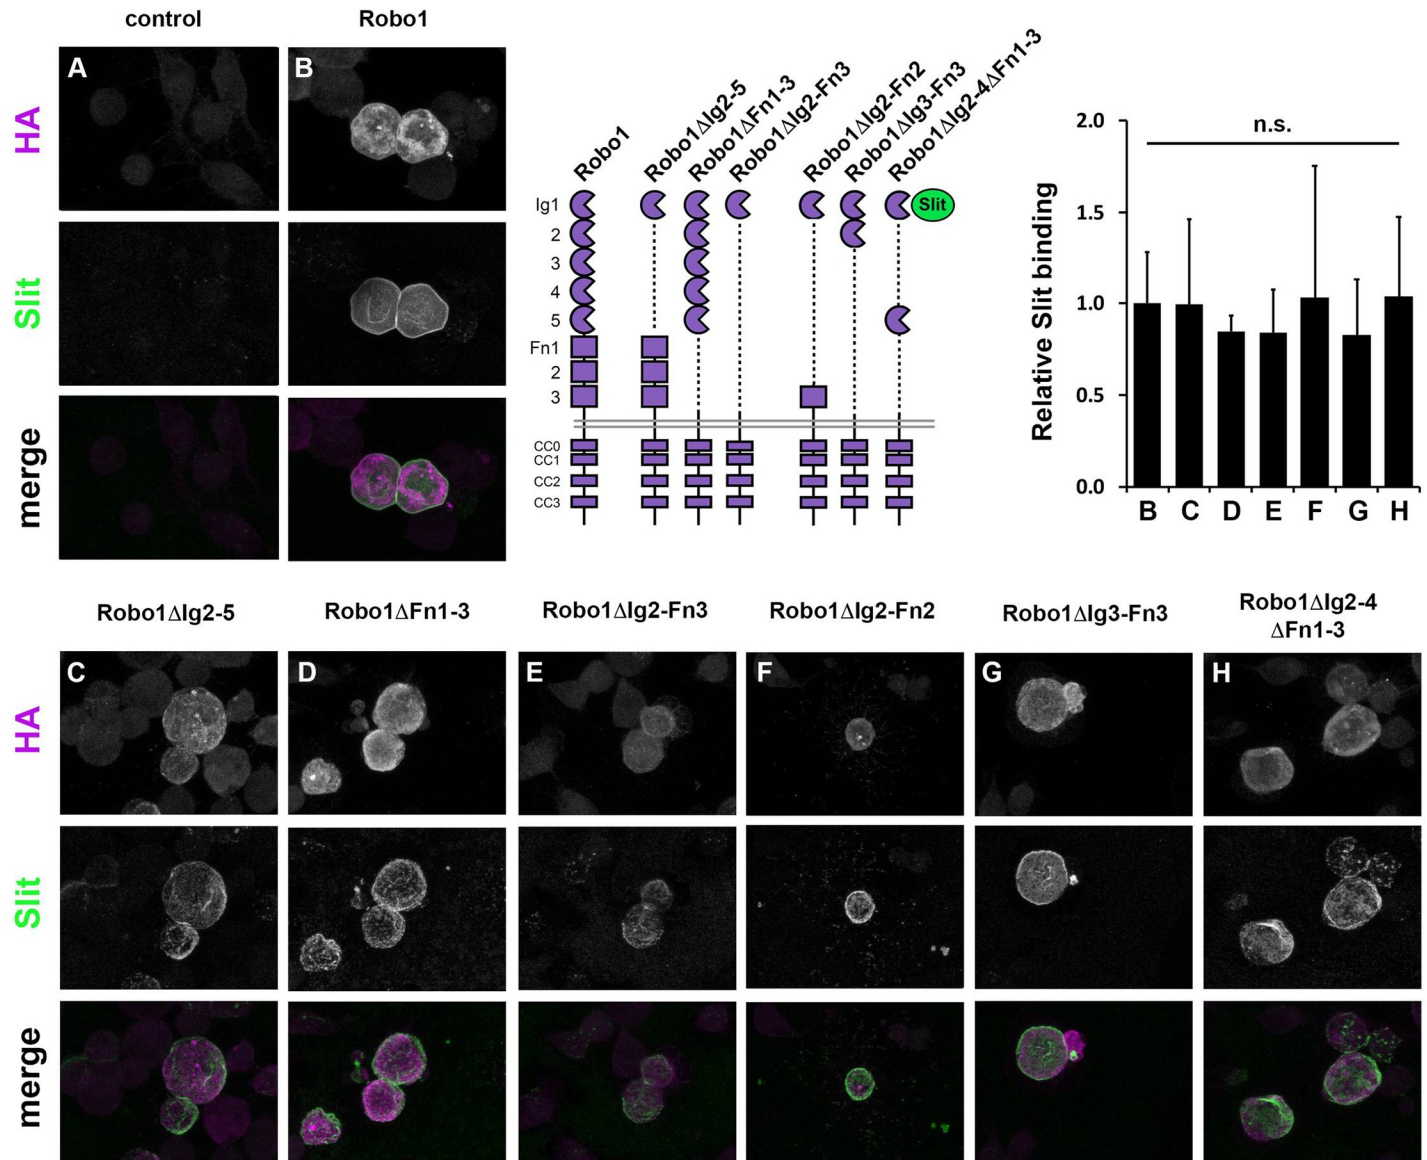 control
Robo1
HA
Slit
merge
A
B
Robo1
Robo1ΔIg2-5
Robo1ΔFn1-3
Robo1ΔIg2-Fn3
Robo1ΔIg2-Fn2
Robo1ΔIg3-Fn3
Robo1ΔIg2-4ΔFn1-3
Ig1
2
3
4
5
Fn1
2
3
CC0
CC1
CC2
CC3
Slit
Relative Slit binding
2.0
1.5
1.0
0.5
0.0
n.s.
B C D E F G H
Robo1ΔIg2-5
Robo1ΔFn1-3
Robo1ΔIg2-Fn3
Robo1ΔIg2-Fn2
Robo1ΔIg3-Fn3
Robo1ΔIg2-4
ΔFn1-3
HA
Slit
merge
C
D
E
F
G
H